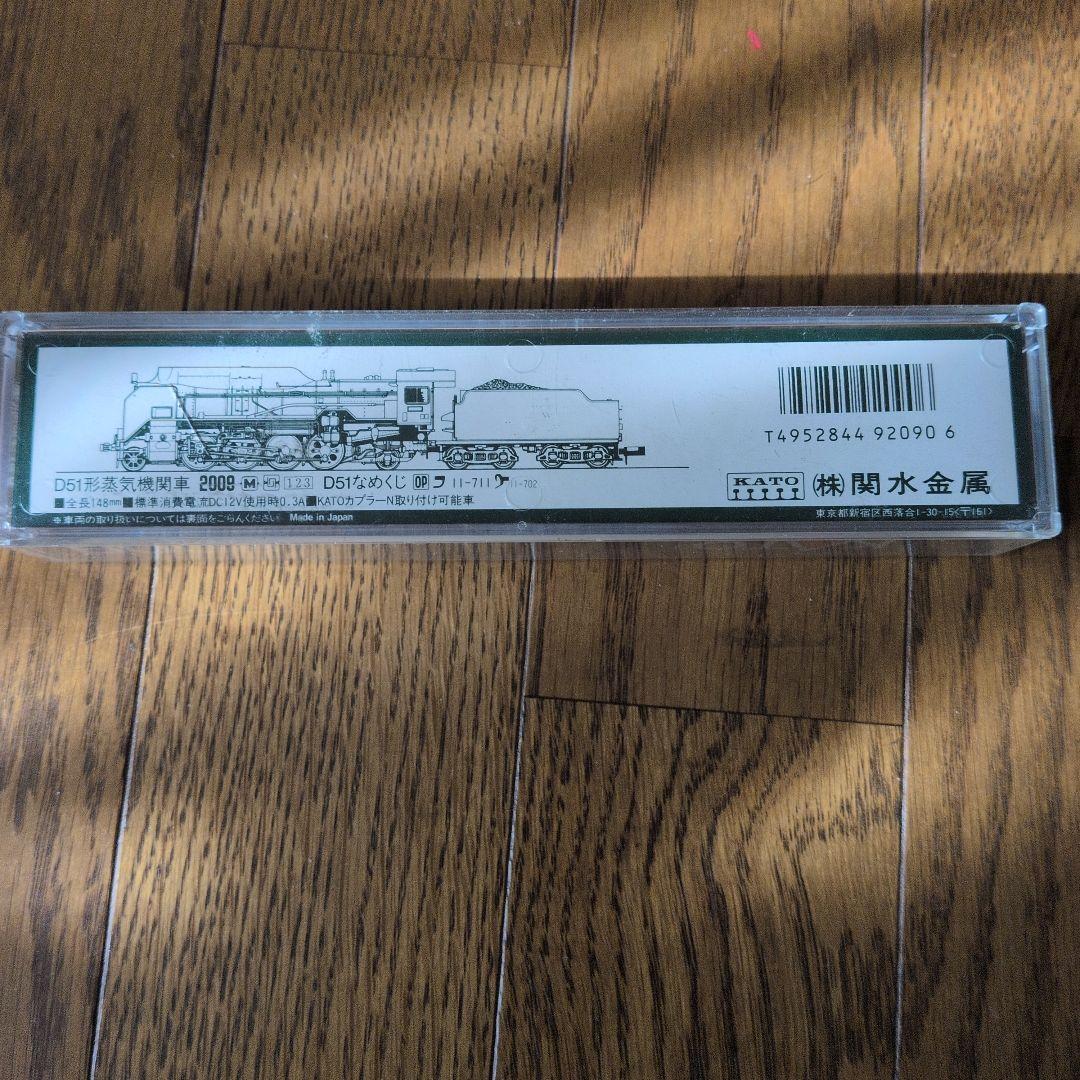 T4952844 92090 6
D51形蒸気機関車 2009 M 123 D51なめくじ OP 11-711 11-702
■全長148mm■標準消費電流DC12V使用時0.3A■KATOカプラーN取り付け可能車
※車両の取り扱いについては裏面をごらんください Made in Japan
KATO
(株)関水金属
東京都新宿区西落合1-30-15〈〒161〉